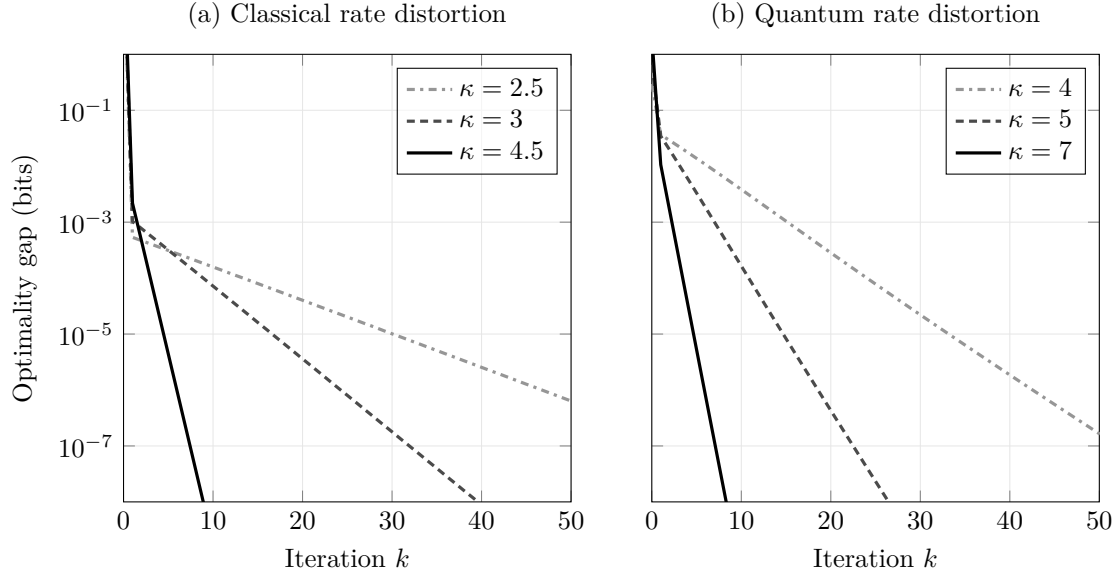 (a) Classical rate distortion
(b) Quantum rate distortion
κ = 2.5
κ = 3
κ = 4.5
κ = 4
κ = 5
κ = 7
Optimality gap (bits)
10⁻¹
10⁻³
10⁻⁵
10⁻⁷
0 10 20 30 40 50
0 10 20 30 40 50
Iteration k
Iteration k